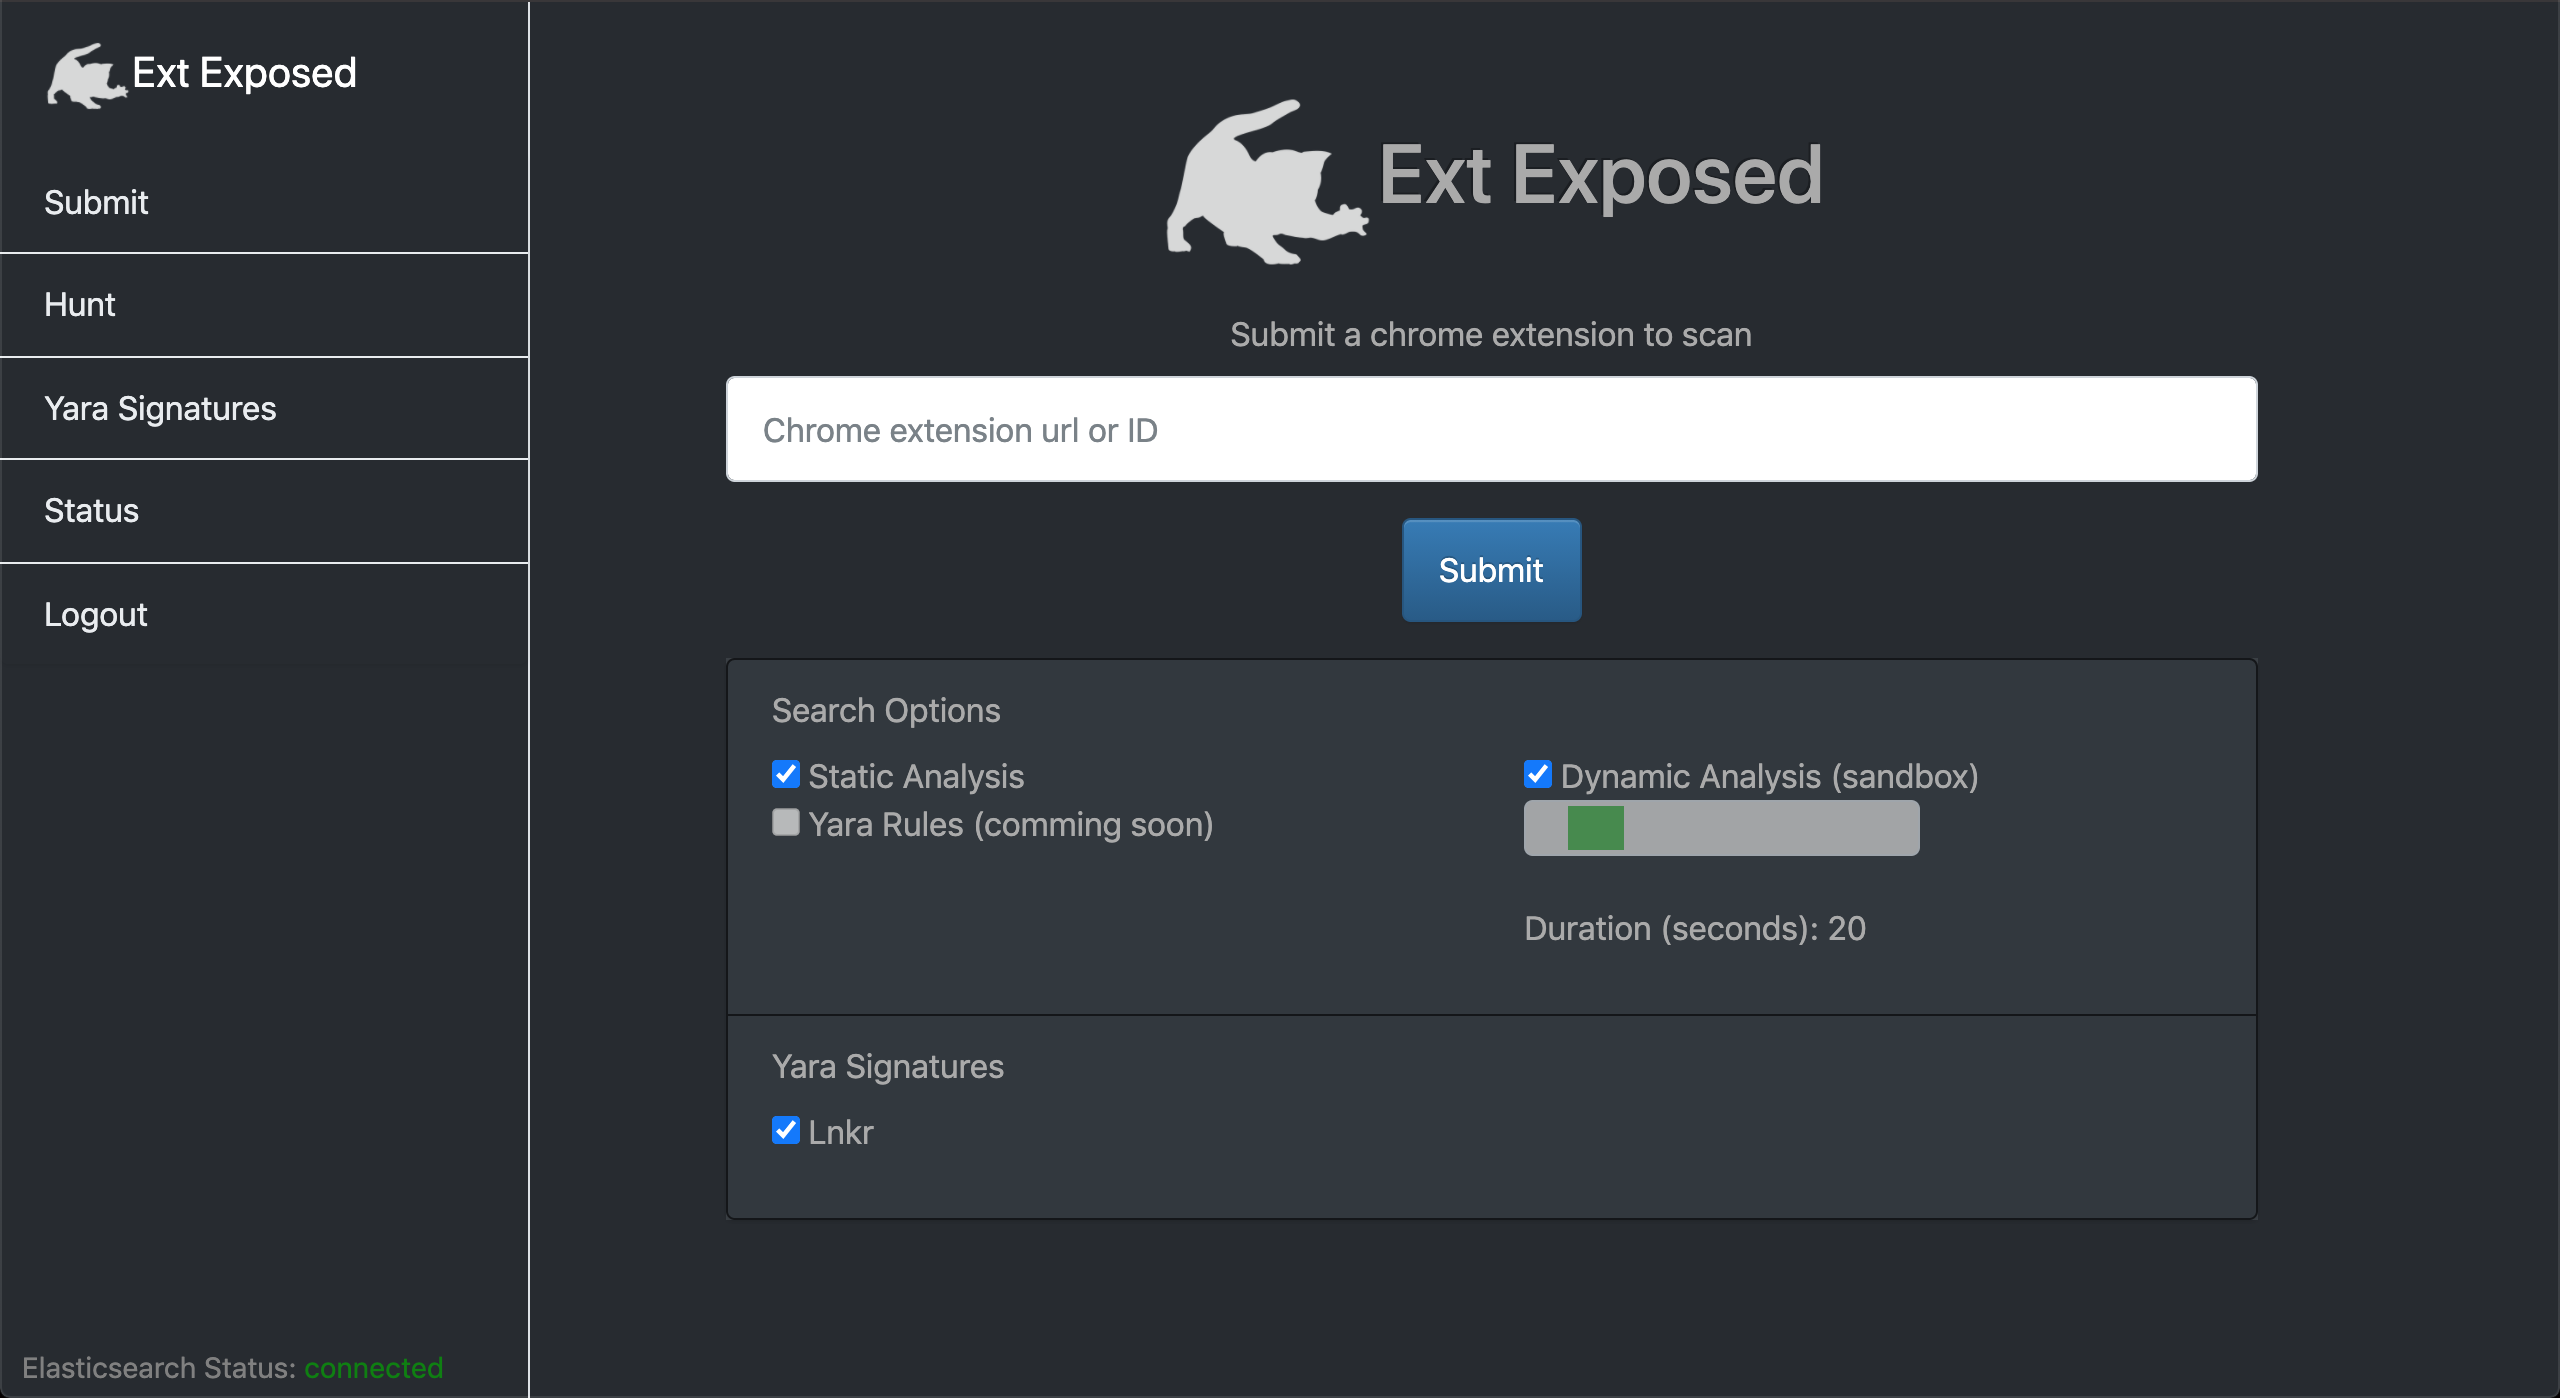 Ext Exposed
Submit
Hunt
Yara Signatures
Status
Logout
Elasticsearch Status: connected
Ext Exposed
Submit a chrome extension to scan
Chrome extension url or ID
Submit
Search Options
Static Analysis
Yara Rules (comming soon)
Dynamic Analysis (sandbox)
Duration (seconds): 20
Yara Signatures
Lnkr